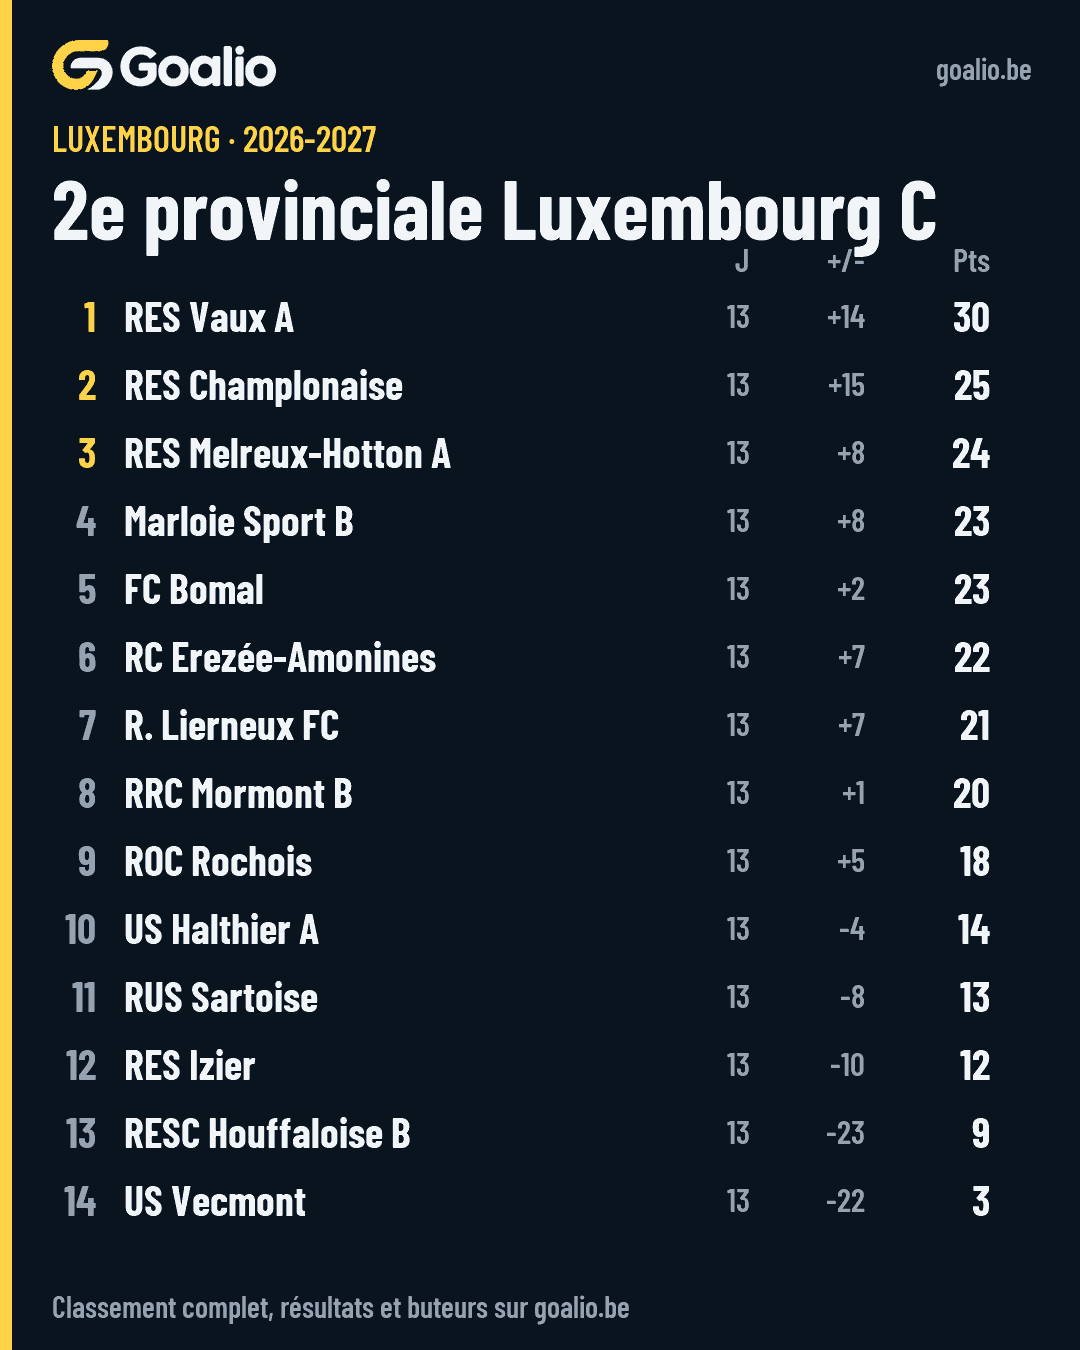 Goalio goalio.be
LUXEMBOURG · 2026-2027
2e provinciale Luxembourg C
J +/- Pts
1 RES Vaux A 13 +14 30
2 RES Champlonaise 13 +15 25
3 RES Melreux-Hotton A 13 +8 24
4 Marloie Sport B 13 +8 23
5 FC Bomal 13 +2 23
6 RC Erezée-Amonines 13 +7 22
7 R. Lierneux FC 13 +7 21
8 RRC Mormont B 13 +1 20
9 ROC Rochois 13 +5 18
10 US Halthier A 13 -4 14
11 RUS Sartoise 13 -8 13
12 RES Izier 13 -10 12
13 RESC Houffaloise B 13 -23 9
14 US Vecmont 13 -22 3
Classement complet, résultats et buteurs sur goalio.be